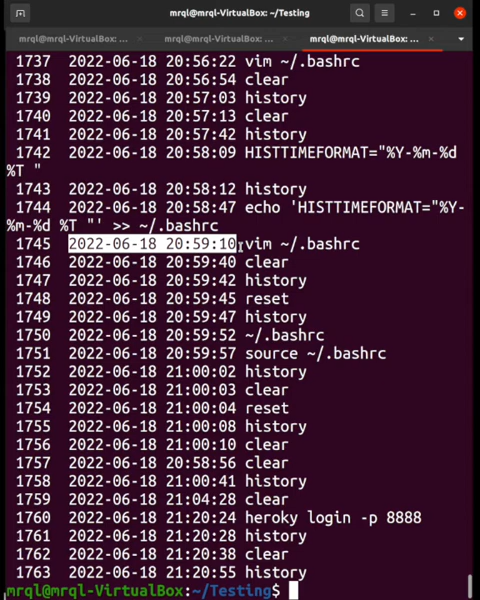 mrql@mrql-VirtualBox: ~/Testing
mrql@mrql-VirtualBox: ...
mrql@mrql-VirtualBox: ...
mrql@mrql-VirtualBox: ...
1737 2022-06-18 20:56:22 vim ~/.bashrc
1738 2022-06-18 20:56:54 clear
1739 2022-06-18 20:57:03 history
1740 2022-06-18 20:57:13 clear
1741 2022-06-18 20:57:42 history
1742 2022-06-18 20:58:09 HISTTIMEFORMAT="%Y-%m-%d
%T "
1743 2022-06-18 20:58:12 history
1744 2022-06-18 20:58:47 echo 'HISTTIMEFORMAT="%Y-
%m-%d %T "' >> ~/.bashrc
1745 2022-06-18 20:59:10 vim ~/.bashrc
1746 2022-06-18 20:59:40 clear
1747 2022-06-18 20:59:42 history
1748 2022-06-18 20:59:45 reset
1749 2022-06-18 20:59:47 history
1750 2022-06-18 20:59:52 ~/.bashrc
1751 2022-06-18 20:59:57 source ~/.bashrc
1752 2022-06-18 21:00:02 history
1753 2022-06-18 21:00:03 clear
1754 2022-06-18 21:00:04 reset
1755 2022-06-18 21:00:08 history
1756 2022-06-18 21:00:10 clear
1757 2022-06-18 20:58:56 clear
1758 2022-06-18 21:00:41 history
1759 2022-06-18 21:04:28 clear
1760 2022-06-18 21:20:24 heroky login -p 8888
1761 2022-06-18 21:20:28 history
1762 2022-06-18 21:20:38 clear
1763 2022-06-18 21:20:55 history
mrql@mrql-VirtualBox:~/Testing$